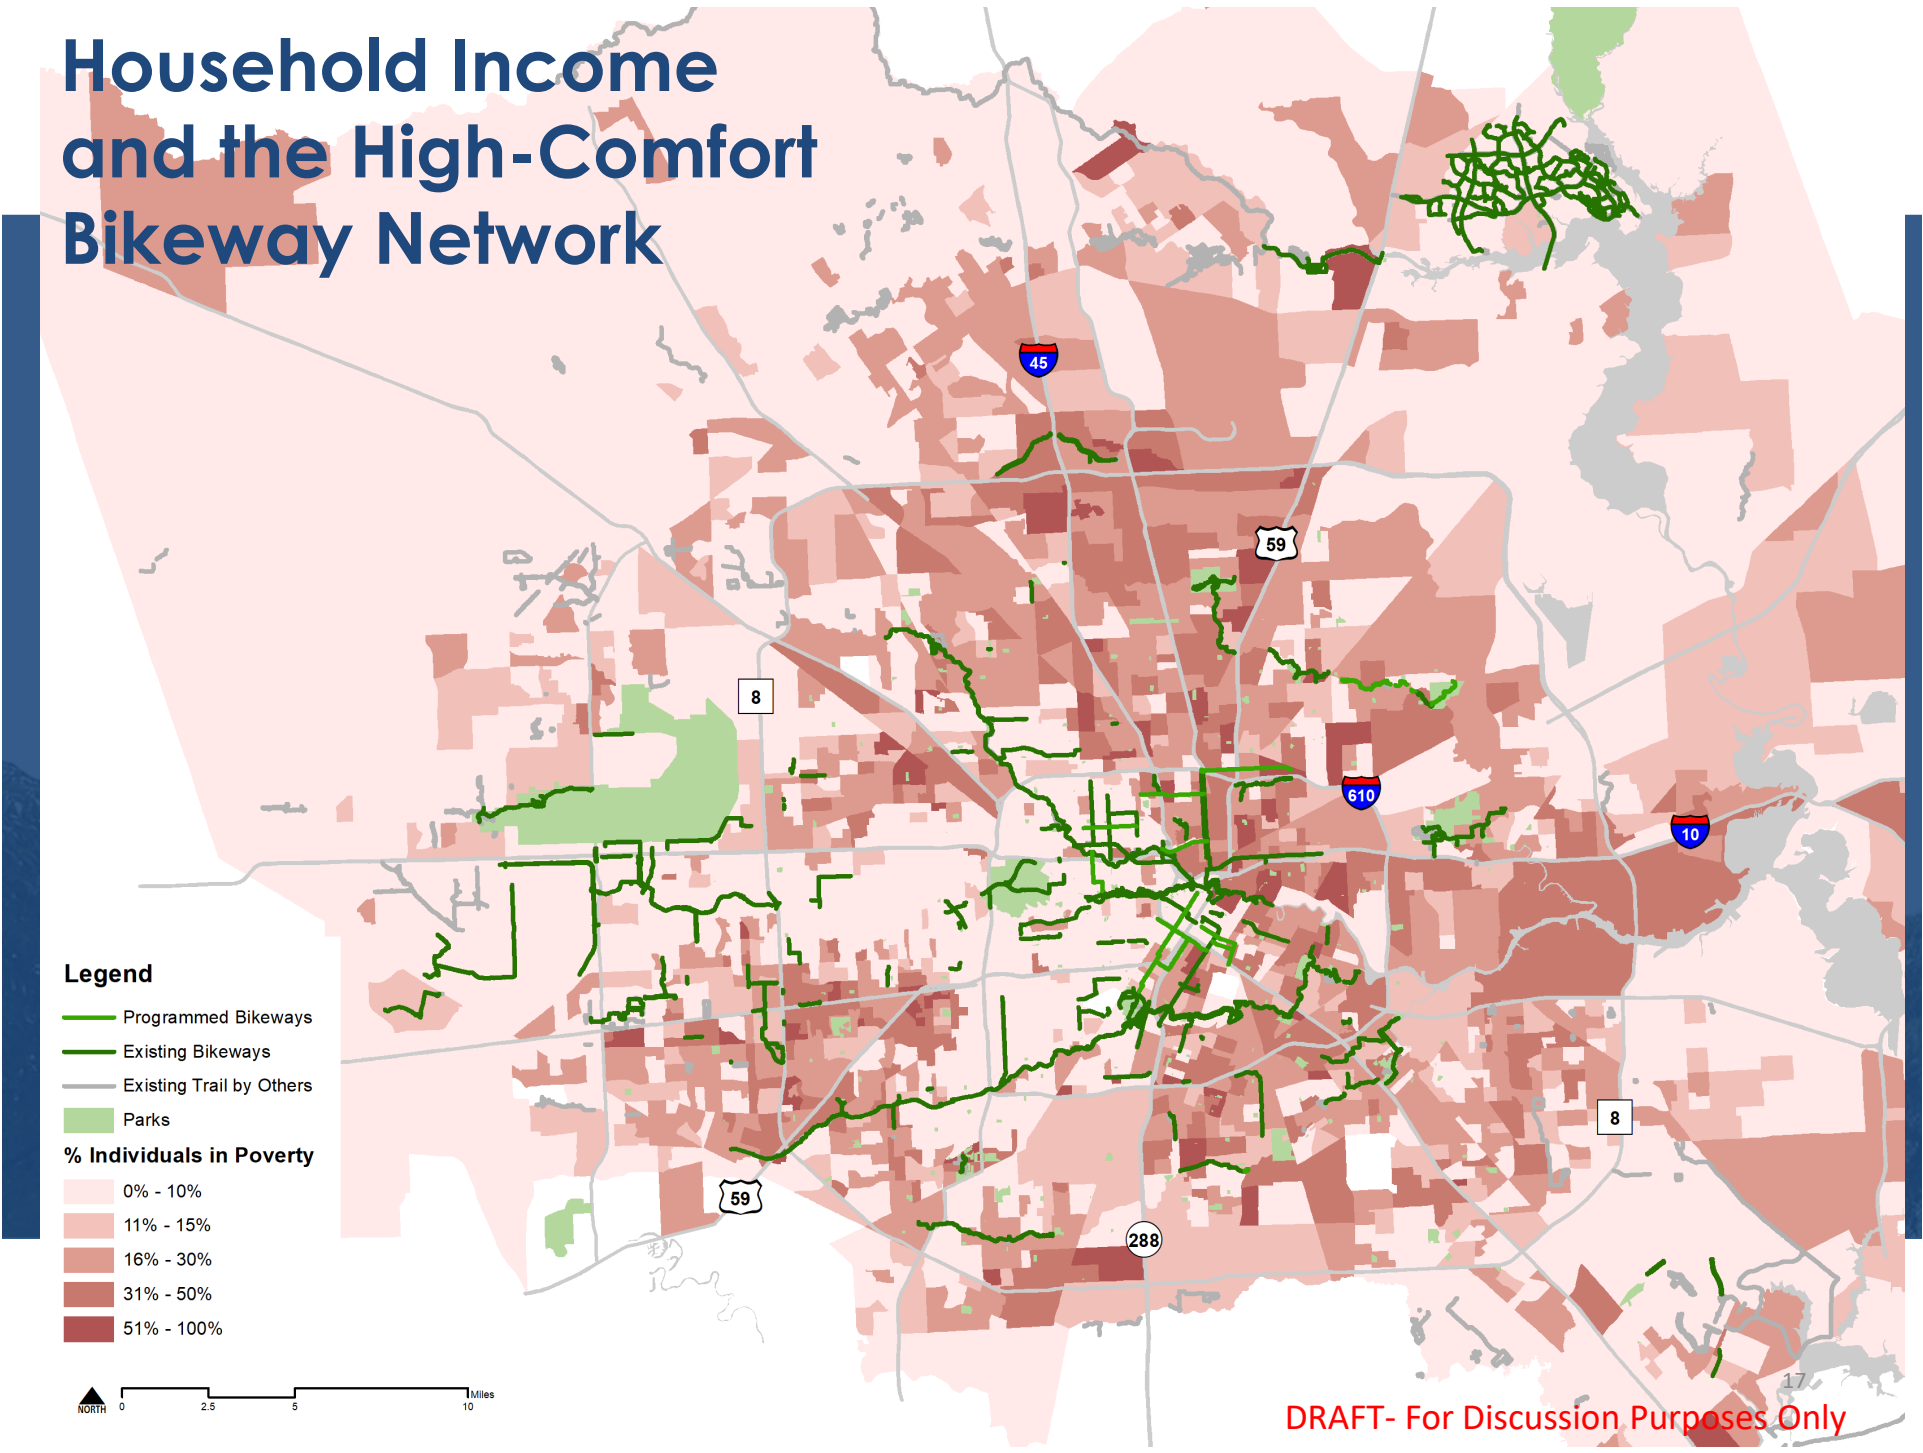 Household Income
and the High-Comfort
Bikeway Network
45
59
8
610
10
Legend
Programmed Bikeways
Existing Bikeways
Existing Trail by Others
Parks
% Individuals in Poverty
0% - 10%
11% - 15%
16% - 30%
31% - 50%
51% - 100%
8
59
288
NORTH
0 2.5 5 10
Miles
17
DRAFT- For Discussion Purposes Only